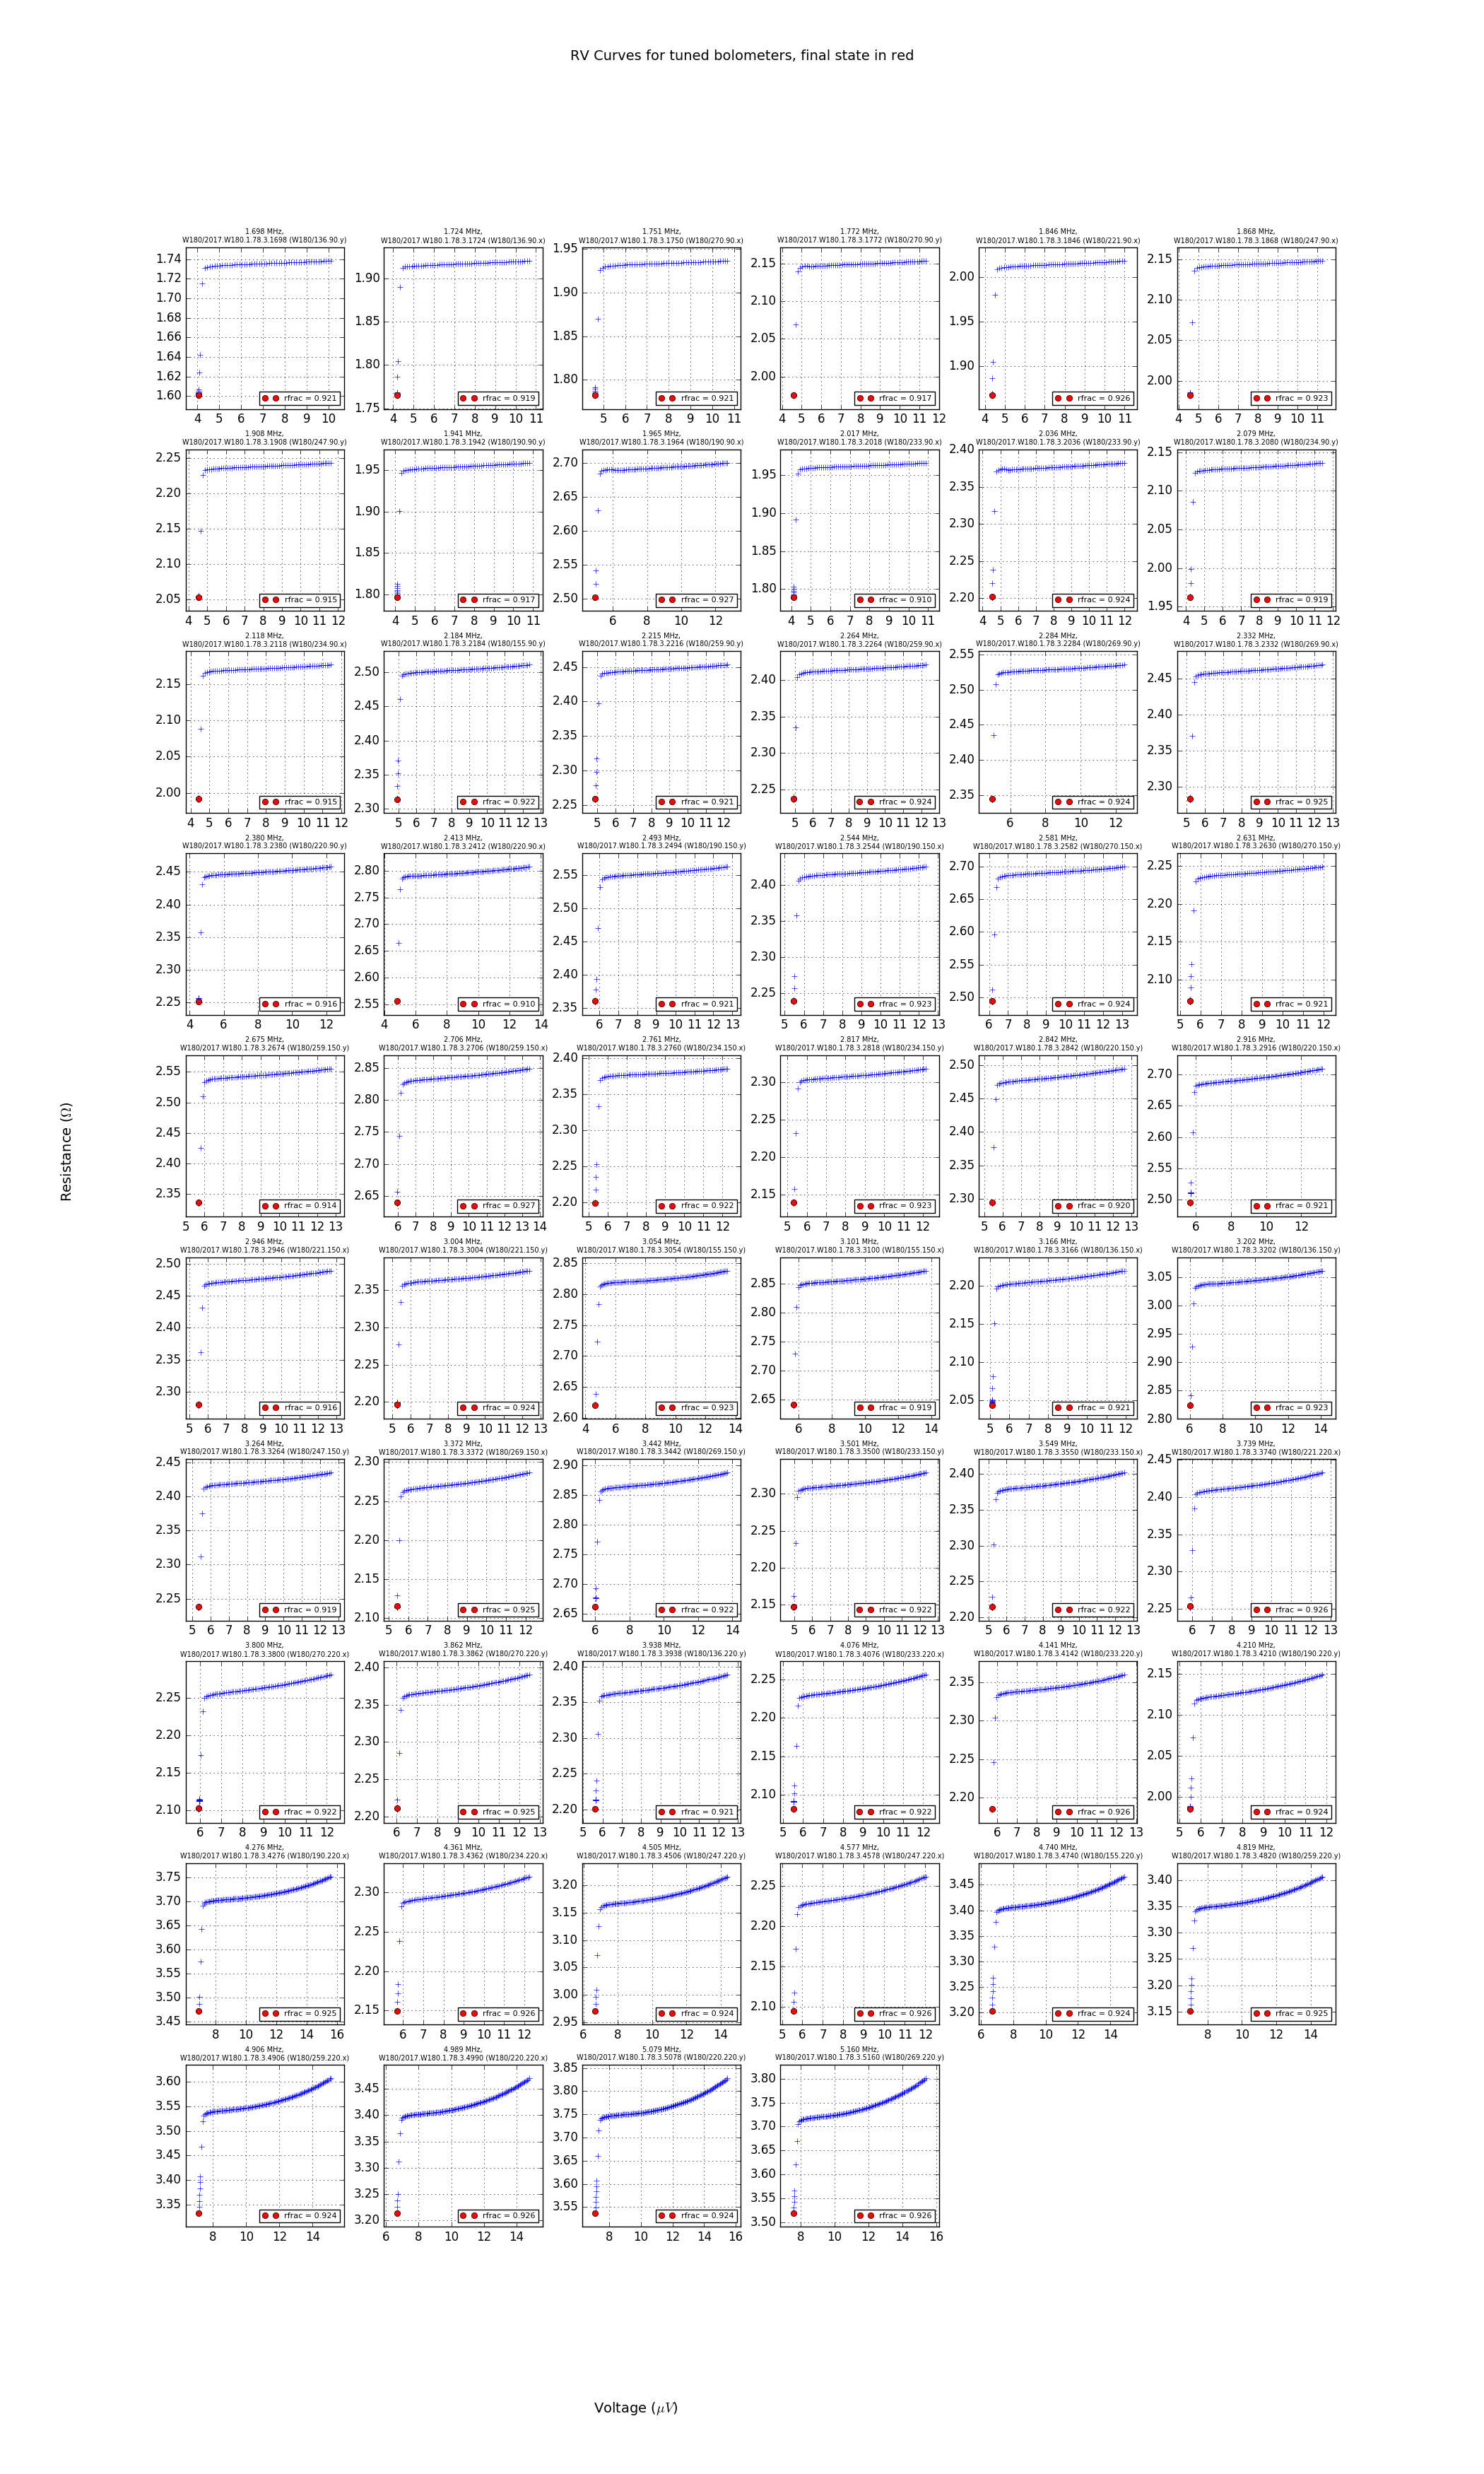 RV Curves for tuned bolometers, final state in red
Resistance (Ω)
1.698 MHz,
W180/2017.W180.1.78.3.1698 (W180/136.90.y)
1.74
1.72
1.70
1.68
1.66
1.64
1.62
1.60
rfrac = 0.921
4 5 6 7 8 9 10
1.724 MHz,
W180/2017.W180.1.78.3.1724 (W180/136.90.x)
1.90
1.85
1.80
1.75
rfrac = 0.919
4 5 6 7 8 9 10 11
1.751 MHz,
W180/2017.W180.1.78.3.1750 (W180/270.90.x)
1.95
1.90
1.85
1.80
rfrac = 0.921
5 6 7 8 9 10 11
1.772 MHz,
W180/2017.W180.1.78.3.1772 (W180/270.90.y)
2.15
2.10
2.05
2.00
rfrac = 0.917
4 5 6 7 8 9 10 11 12
1.846 MHz,
W180/2017.W180.1.78.3.1846 (W180/221.90.x)
2.00
1.95
1.90
rfrac = 0.926
4 5 6 7 8 9 10 11
1.868 MHz,
W180/2017.W180.1.78.3.1868 (W180/247.90.x)
2.15
2.10
2.05
2.00
rfrac = 0.923
4 5 6 7 8 9 10 11
1.908 MHz,
W180/2017.W180.1.78.3.1908 (W180/247.90.y)
2.25
2.20
2.15
2.10
2.05
rfrac = 0.915
4 5 6 7 8 9 10 11 12
1.941 MHz,
W180/2017.W180.1.78.3.1942 (W180/190.90.y)
1.95
1.90
1.85
1.80
rfrac = 0.917
4 5 6 7 8 9 10 11
1.965 MHz,
W180/2017.W180.1.78.3.1964 (W180/190.90.x)
2.70
2.65
2.60
2.55
2.50
rfrac = 0.927
6 8 10 12
2.017 MHz,
W180/2017.W180.1.78.3.2018 (W180/233.90.x)
1.95
1.90
1.85
1.80
rfrac = 0.910
4 5 6 7 8 9 10 11
2.036 MHz,
W180/2017.W180.1.78.3.2036 (W180/233.90.y)
2.40
2.35
2.30
2.25
2.20
rfrac = 0.924
4 5 6 7 8 9 10 11 12
2.079 MHz,
W180/2017.W180.1.78.3.2080 (W180/234.90.y)
2.15
2.10
2.05
2.00
1.95
rfrac = 0.919
4 5 6 7 8 9 10 11 12
2.118 MHz,
W180/2017.W180.1.78.3.2118 (W180/234.90.x)
2.15
2.10
2.05
2.00
rfrac = 0.915
4 5 6 7 8 9 10 11 12
2.184 MHz,
W180/2017.W180.1.78.3.2184 (W180/155.90.y)
2.50
2.45
2.40
2.35
2.30
rfrac = 0.922
5 6 7 8 9 10 11 12 13
2.215 MHz,
W180/2017.W180.1.78.3.2216 (W180/259.90.y)
2.45
2.40
2.35
2.30
2.25
rfrac = 0.921
5 6 7 8 9 10 11 12
2.264 MHz,
W180/2017.W180.1.78.3.2264 (W180/259.90.x)
2.40
2.35
2.30
2.25
rfrac = 0.924
5 6 7 8 9 10 11 12 13
2.284 MHz,
W180/2017.W180.1.78.3.2284 (W180/269.90.y)
2.55
2.50
2.45
2.40
2.35
rfrac = 0.924
6 8 10 12
2.332 MHz,
W180/2017.W180.1.78.3.2332 (W180/269.90.x)
2.45
2.40
2.35
2.30
rfrac = 0.925
5 6 7 8 9 10 11 12 13
2.380 MHz,
W180/2017.W180.1.78.3.2380 (W180/220.90.y)
2.45
2.40
2.35
2.30
2.25
rfrac = 0.916
4 6 8 10 12
2.413 MHz,
W180/2017.W180.1.78.3.2412 (W180/220.90.x)
2.80
2.75
2.70
2.65
2.60
2.55
rfrac = 0.910
4 6 8 10 12 14
2.493 MHz,
W180/2017.W180.1.78.3.2494 (W180/190.150.y)
2.55
2.50
2.45
2.40
2.35
rfrac = 0.921
6 7 8 9 10 11 12 13
2.544 MHz,
W180/2017.W180.1.78.3.2544 (W180/190.150.x)
2.40
2.35
2.30
2.25
rfrac = 0.923
5 6 7 8 9 10 11 12 13
2.581 MHz,
W180/2017.W180.1.78.3.2582 (W180/270.150.x)
2.70
2.65
2.60
2.55
2.50
rfrac = 0.924
6 7 8 9 10 11 12 13
2.631 MHz,
W180/2017.W180.1.78.3.2630 (W180/270.150.y)
2.25
2.20
2.15
2.10
rfrac = 0.921
5 6 7 8 9 10 11 12
2.675 MHz,
W180/2017.W180.1.78.3.2674 (W180/259.150.y)
2.55
2.50
2.45
2.40
2.35
rfrac = 0.914
5 6 7 8 9 10 11 12 13
2.706 MHz,
W180/2017.W180.1.78.3.2706 (W180/259.150.x)
2.85
2.80
2.75
2.70
2.65
rfrac = 0.927
6 7 8 9 10 11 12 13 14
2.761 MHz,
W180/2017.W180.1.78.3.2760 (W180/234.150.x)
2.40
2.35
2.30
2.25
2.20
rfrac = 0.922
5 6 7 8 9 10 11 12
2.817 MHz,
W180/2017.W180.1.78.3.2818 (W180/234.150.y)
2.30
2.25
2.20
2.15
rfrac = 0.923
5 6 7 8 9 10 11 12
2.842 MHz,
W180/2017.W180.1.78.3.2842 (W180/220.150.y)
2.50
2.45
2.40
2.35
2.30
rfrac = 0.920
5 6 7 8 9 10 11 12 13
2.916 MHz,
W180/2017.W180.1.78.3.2916 (W180/220.150.x)
2.70
2.65
2.60
2.55
2.50
rfrac = 0.921
6 8 10 12
2.946 MHz,
W180/2017.W180.1.78.3.2946 (W180/221.150.x)
2.50
2.45
2.40
2.35
2.30
rfrac = 0.916
5 6 7 8 9 10 11 12 13
3.004 MHz,
W180/2017.W180.1.78.3.3004 (W180/221.150.y)
2.35
2.30
2.25
2.20
rfrac = 0.924
5 6 7 8 9 10 11 12 13
3.054 MHz,
W180/2017.W180.1.78.3.3054 (W180/155.150.y)
2.85
2.80
2.75
2.70
2.65
2.60
rfrac = 0.923
4 6 8 10 12 14
3.101 MHz,
W180/2017.W180.1.78.3.3100 (W180/155.150.x)
2.85
2.80
2.75
2.70
2.65
rfrac = 0.919
6 8 10 12 14
3.166 MHz,
W180/2017.W180.1.78.3.3166 (W180/136.150.x)
2.20
2.15
2.10
2.05
rfrac = 0.921
5 6 7 8 9 10 11 12
3.202 MHz,
W180/2017.W180.1.78.3.3202 (W180/136.150.y)
3.05
3.00
2.95
2.90
2.85
2.80
rfrac = 0.923
6 8 10 12 14
3.264 MHz,
W180/2017.W180.1.78.3.3264 (W180/247.150.y)
2.45
2.40
2.35
2.30
2.25
rfrac = 0.919
5 6 7 8 9 10 11 12 13
3.372 MHz,
W180/2017.W180.1.78.3.3372 (W180/269.150.x)
2.30
2.25
2.20
2.15
2.10
rfrac = 0.925
5 6 7 8 9 10 11 12 13
3.442 MHz,
W180/2017.W180.1.78.3.3442 (W180/269.150.y)
2.90
2.85
2.80
2.75
2.70
2.65
rfrac = 0.922
6 8 10 12 14
3.501 MHz,
W180/2017.W180.1.78.3.3500 (W180/233.150.y)
2.30
2.25
2.20
2.15
rfrac = 0.922
5 6 7 8 9 10 11 12 13
3.549 MHz,
W180/2017.W180.1.78.3.3550 (W180/233.150.x)
2.40
2.35
2.30
2.25
2.20
rfrac = 0.922
5 6 7 8 9 10 11 12 13
3.739 MHz,
W180/2017.W180.1.78.3.3740 (W180/221.220.x)
2.45
2.40
2.35
2.30
2.25
rfrac = 0.926
6 7 8 9 10 11 12 13
3.800 MHz,
W180/2017.W180.1.78.3.3800 (W180/270.220.x)
2.25
2.20
2.15
2.10
rfrac = 0.922
6 7 8 9 10 11 12
3.862 MHz,
W180/2017.W180.1.78.3.3862 (W180/270.220.y)
2.40
2.35
2.30
2.25
2.20
rfrac = 0.925
6 7 8 9 10 11 12 13
3.938 MHz,
W180/2017.W180.1.78.3.3938 (W180/136.220.y)
2.40
2.35
2.30
2.25
2.20
rfrac = 0.921
5 6 7 8 9 10 11 12 13
4.076 MHz,
W180/2017.W180.1.78.3.4076 (W180/233.220.x)
2.25
2.20
2.15
2.10
rfrac = 0.922
5 6 7 8 9 10 11 12
4.141 MHz,
W180/2017.W180.1.78.3.4142 (W180/233.220.y)
2.35
2.30
2.25
2.20
rfrac = 0.926
6 7 8 9 10 11 12 13
4.210 MHz,
W180/2017.W180.1.78.3.4210 (W180/190.220.y)
2.15
2.10
2.05
2.00
rfrac = 0.924
5 6 7 8 9 10 11 12
4.276 MHz,
W180/2017.W180.1.78.3.4276 (W180/190.220.x)
3.75
3.70
3.65
3.60
3.55
3.50
3.45
rfrac = 0.925
8 10 12 14 16
4.361 MHz,
W180/2017.W180.1.78.3.4362 (W180/234.220.x)
2.30
2.25
2.20
2.15
rfrac = 0.926
6 7 8 9 10 11 12
4.505 MHz,
W180/2017.W180.1.78.3.4506 (W180/247.220.y)
3.20
3.15
3.10
3.05
3.00
2.95
rfrac = 0.924
6 8 10 12 14
4.577 MHz,
W180/2017.W180.1.78.3.4578 (W180/247.220.x)
2.25
2.20
2.15
2.10
rfrac = 0.926
5 6 7 8 9 10 11 12
4.740 MHz,
W180/2017.W180.1.78.3.4740 (W180/155.220.y)
3.45
3.40
3.35
3.30
3.25
3.20
rfrac = 0.924
6 8 10 12 14
4.819 MHz,
W180/2017.W180.1.78.3.4820 (W180/259.220.y)
3.40
3.35
3.30
3.25
3.20
3.15
rfrac = 0.925
8 10 12 14
4.906 MHz,
W180/2017.W180.1.78.3.4906 (W180/259.220.x)
3.60
3.55
3.50
3.45
3.40
3.35
rfrac = 0.924
8 10 12 14
4.989 MHz,
W180/2017.W180.1.78.3.4990 (W180/220.220.x)
3.45
3.40
3.35
3.30
3.25
3.20
rfrac = 0.926
6 8 10 12 14
5.079 MHz,
W180/2017.W180.1.78.3.5078 (W180/220.220.y)
3.85
3.80
3.75
3.70
3.65
3.60
3.55
rfrac = 0.924
8 10 12 14 16
5.160 MHz,
W180/2017.W180.1.78.3.5160 (W180/269.220.y)
3.80
3.75
3.70
3.65
3.60
3.55
3.50
rfrac = 0.926
8 10 12 14 16
Voltage (μV)